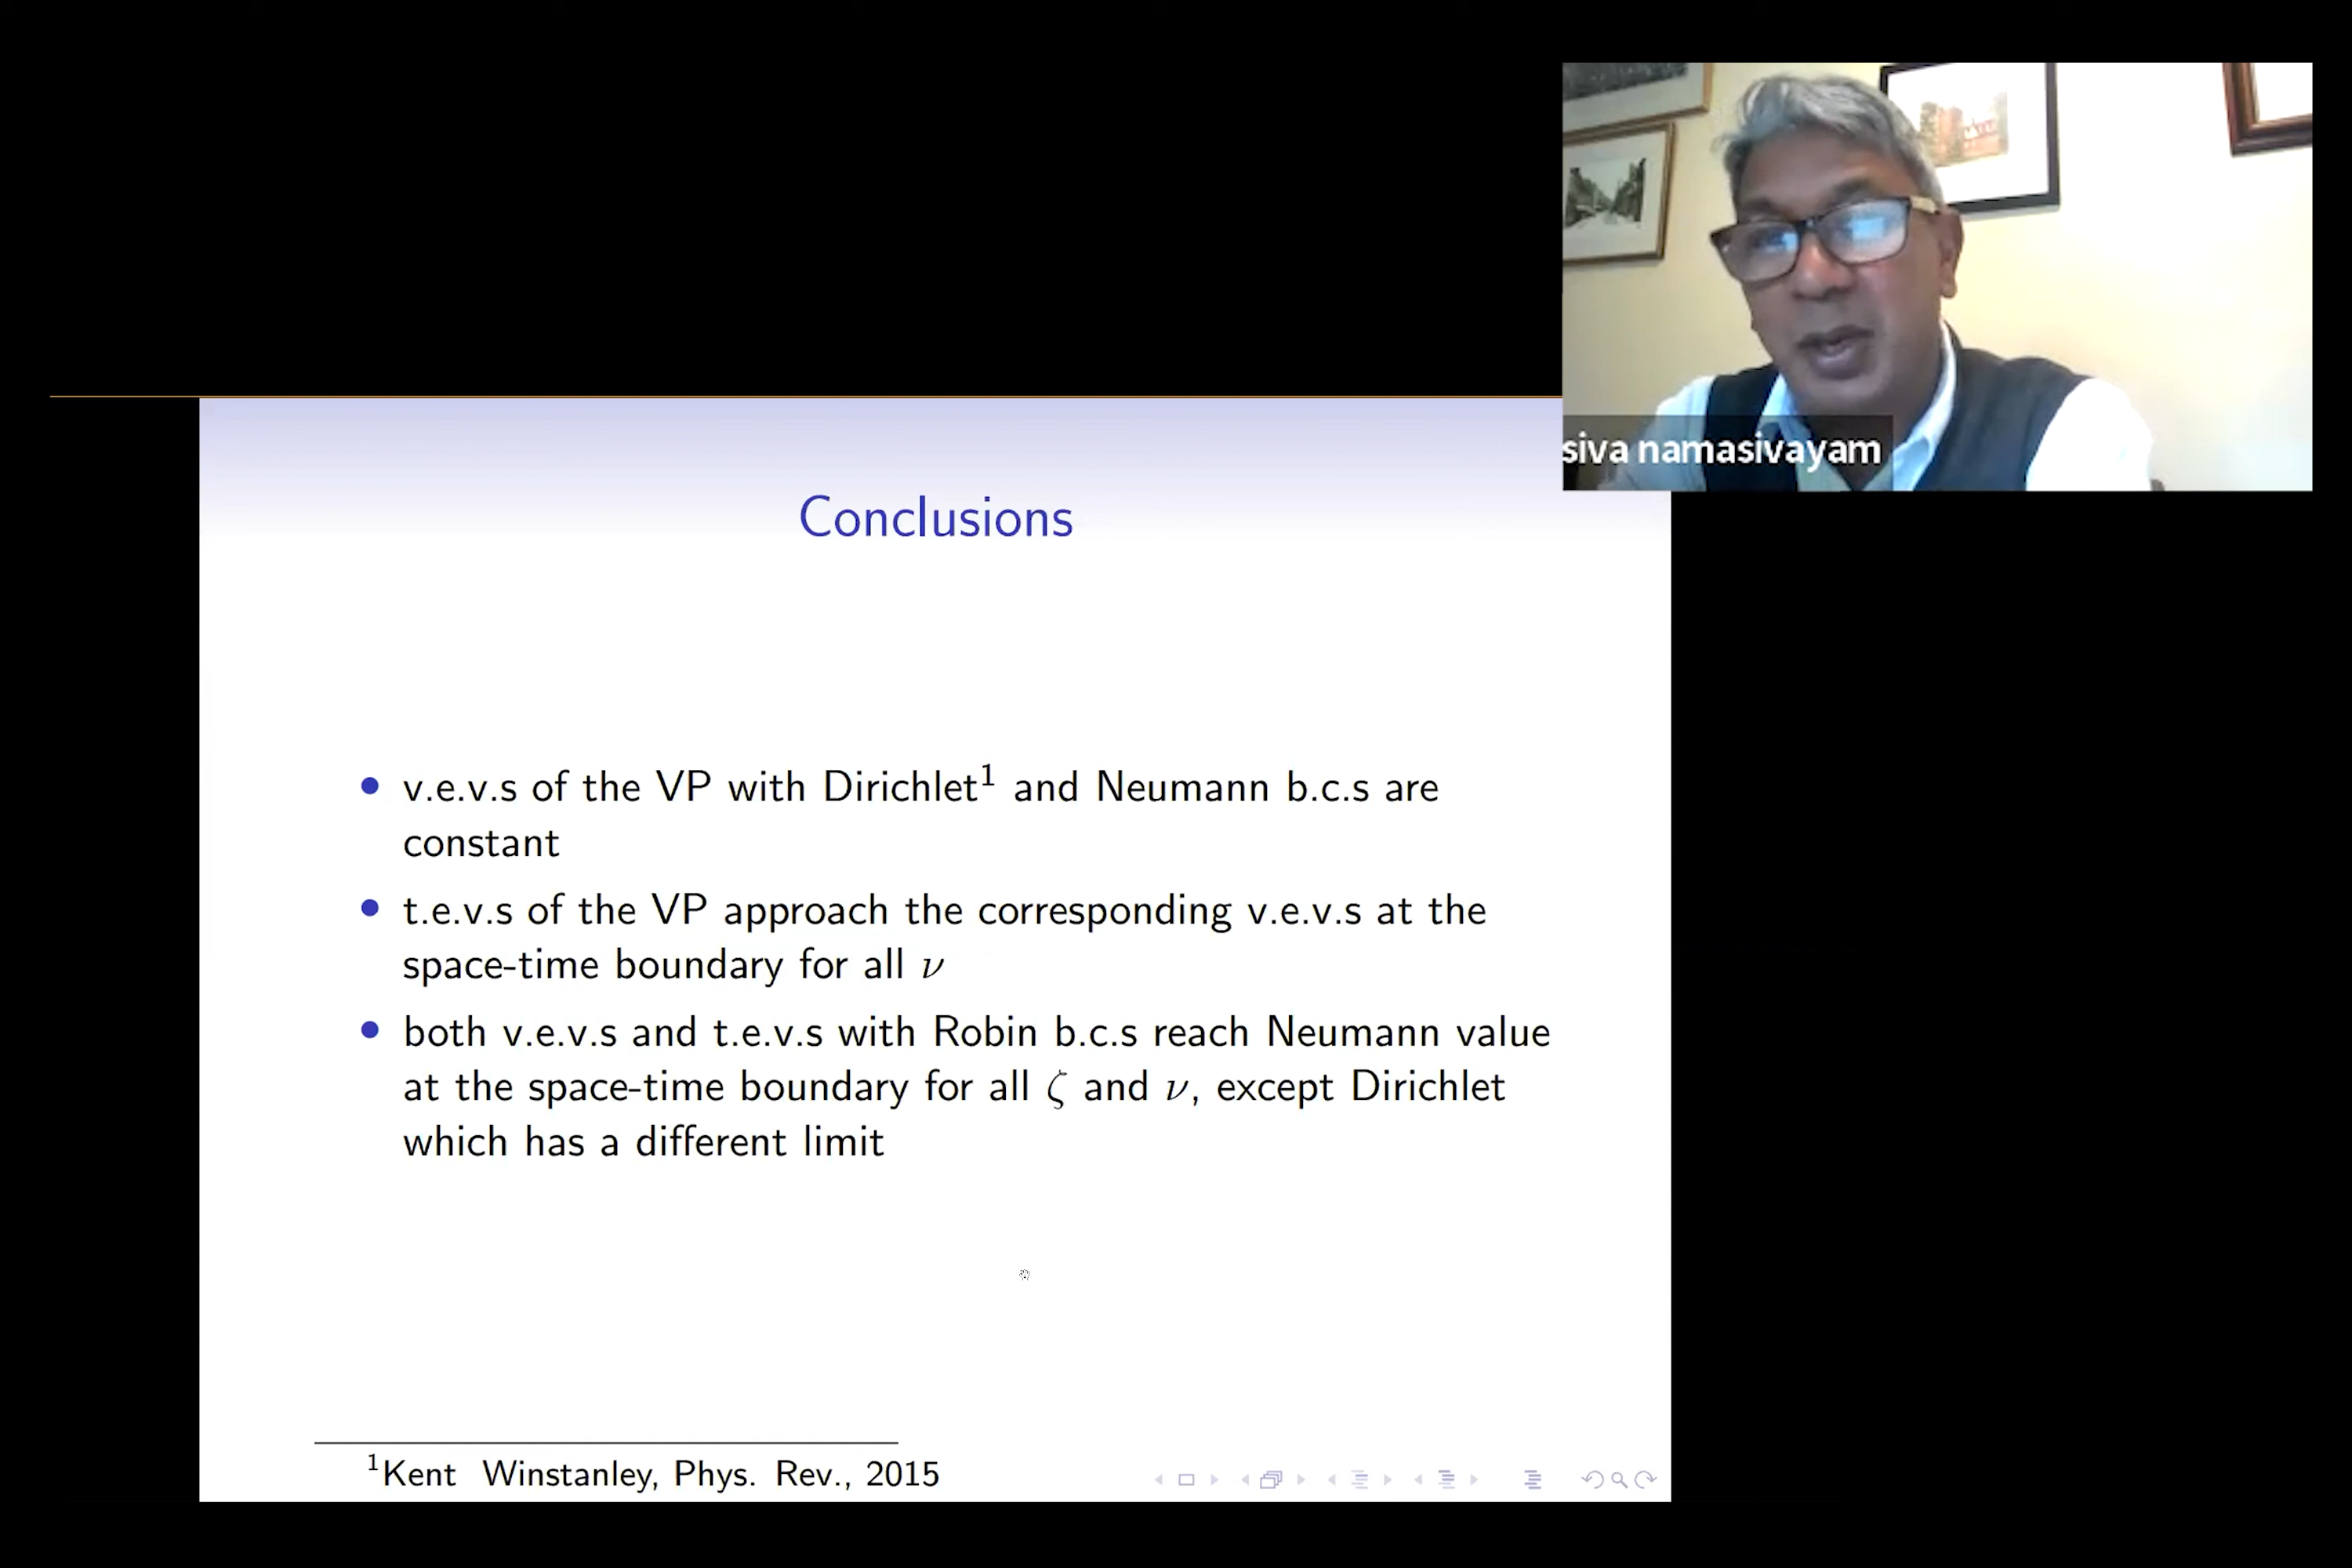 siva namasivayam
Conclusions
• v.e.v.s of the VP with Dirichlet¹ and Neumann b.c.s are
constant
• t.e.v.s of the VP approach the corresponding v.e.v.s at the
space-time boundary for all ν
• both v.e.v.s and t.e.v.s with Robin b.c.s reach Neumann value
at the space-time boundary for all ζ and ν, except Dirichlet
which has a different limit
¹Kent Winstanley, Phys. Rev., 2015